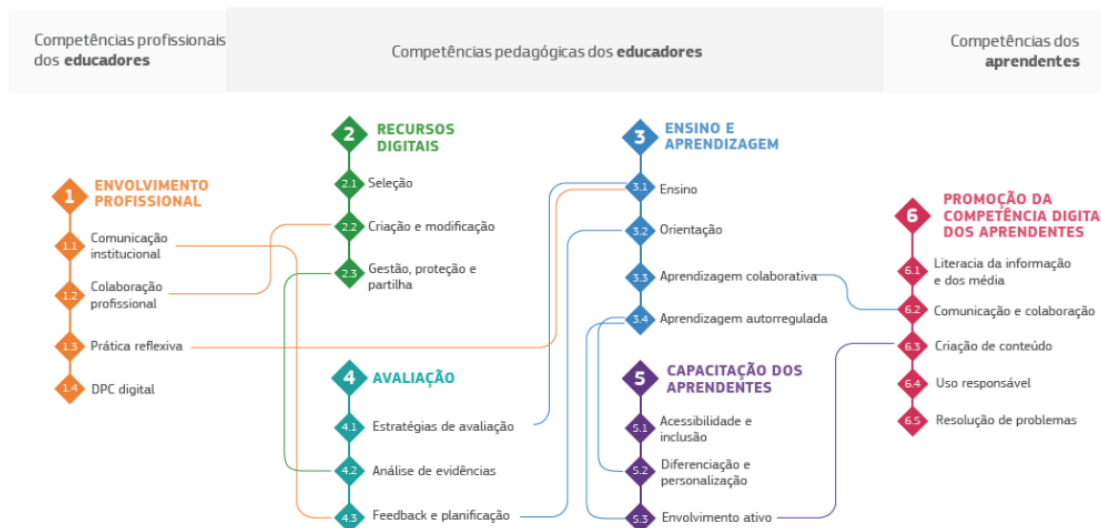 Competências profissionais
dos educadores
Competências pedagógicas dos educadores
Competências dos
aprendentes
1
ENVOLVIMENTO
PROFISSIONAL
1.1
Comunicação
institucional
1.2
Colaboração
profissional
1.3
Prática reflexiva
1.4
DPC digital
2
RECURSOS
DIGITAIS
2.1
Seleção
2.2
Criação e modificação
2.3
Gestão, proteção e
partilha
4
AVALIAÇÃO
4.1
Estratégias de avaliação
4.2
Análise de evidências
4.3
Feedback e planificação
3
ENSINO E
APRENDIZAGEM
3.1
Ensino
3.2
Orientação
3.3
Aprendizagem colaborativa
3.4
Aprendizagem autorregulada
5
CAPACITAÇÃO DOS
APRENDENTES
5.1
Acessibilidade e
inclusão
5.2
Diferenciação e
personalização
5.3
Envolvimento ativo
6
PROMOÇÃO DA
COMPETÊNCIA DIGITA
DOS APRENDENTES
6.1
Literacia da informação
e dos média
6.2
Comunicação e colaboração
6.3
Criação de conteúdo
6.4
Uso responsável
6.5
Resolução de problemas